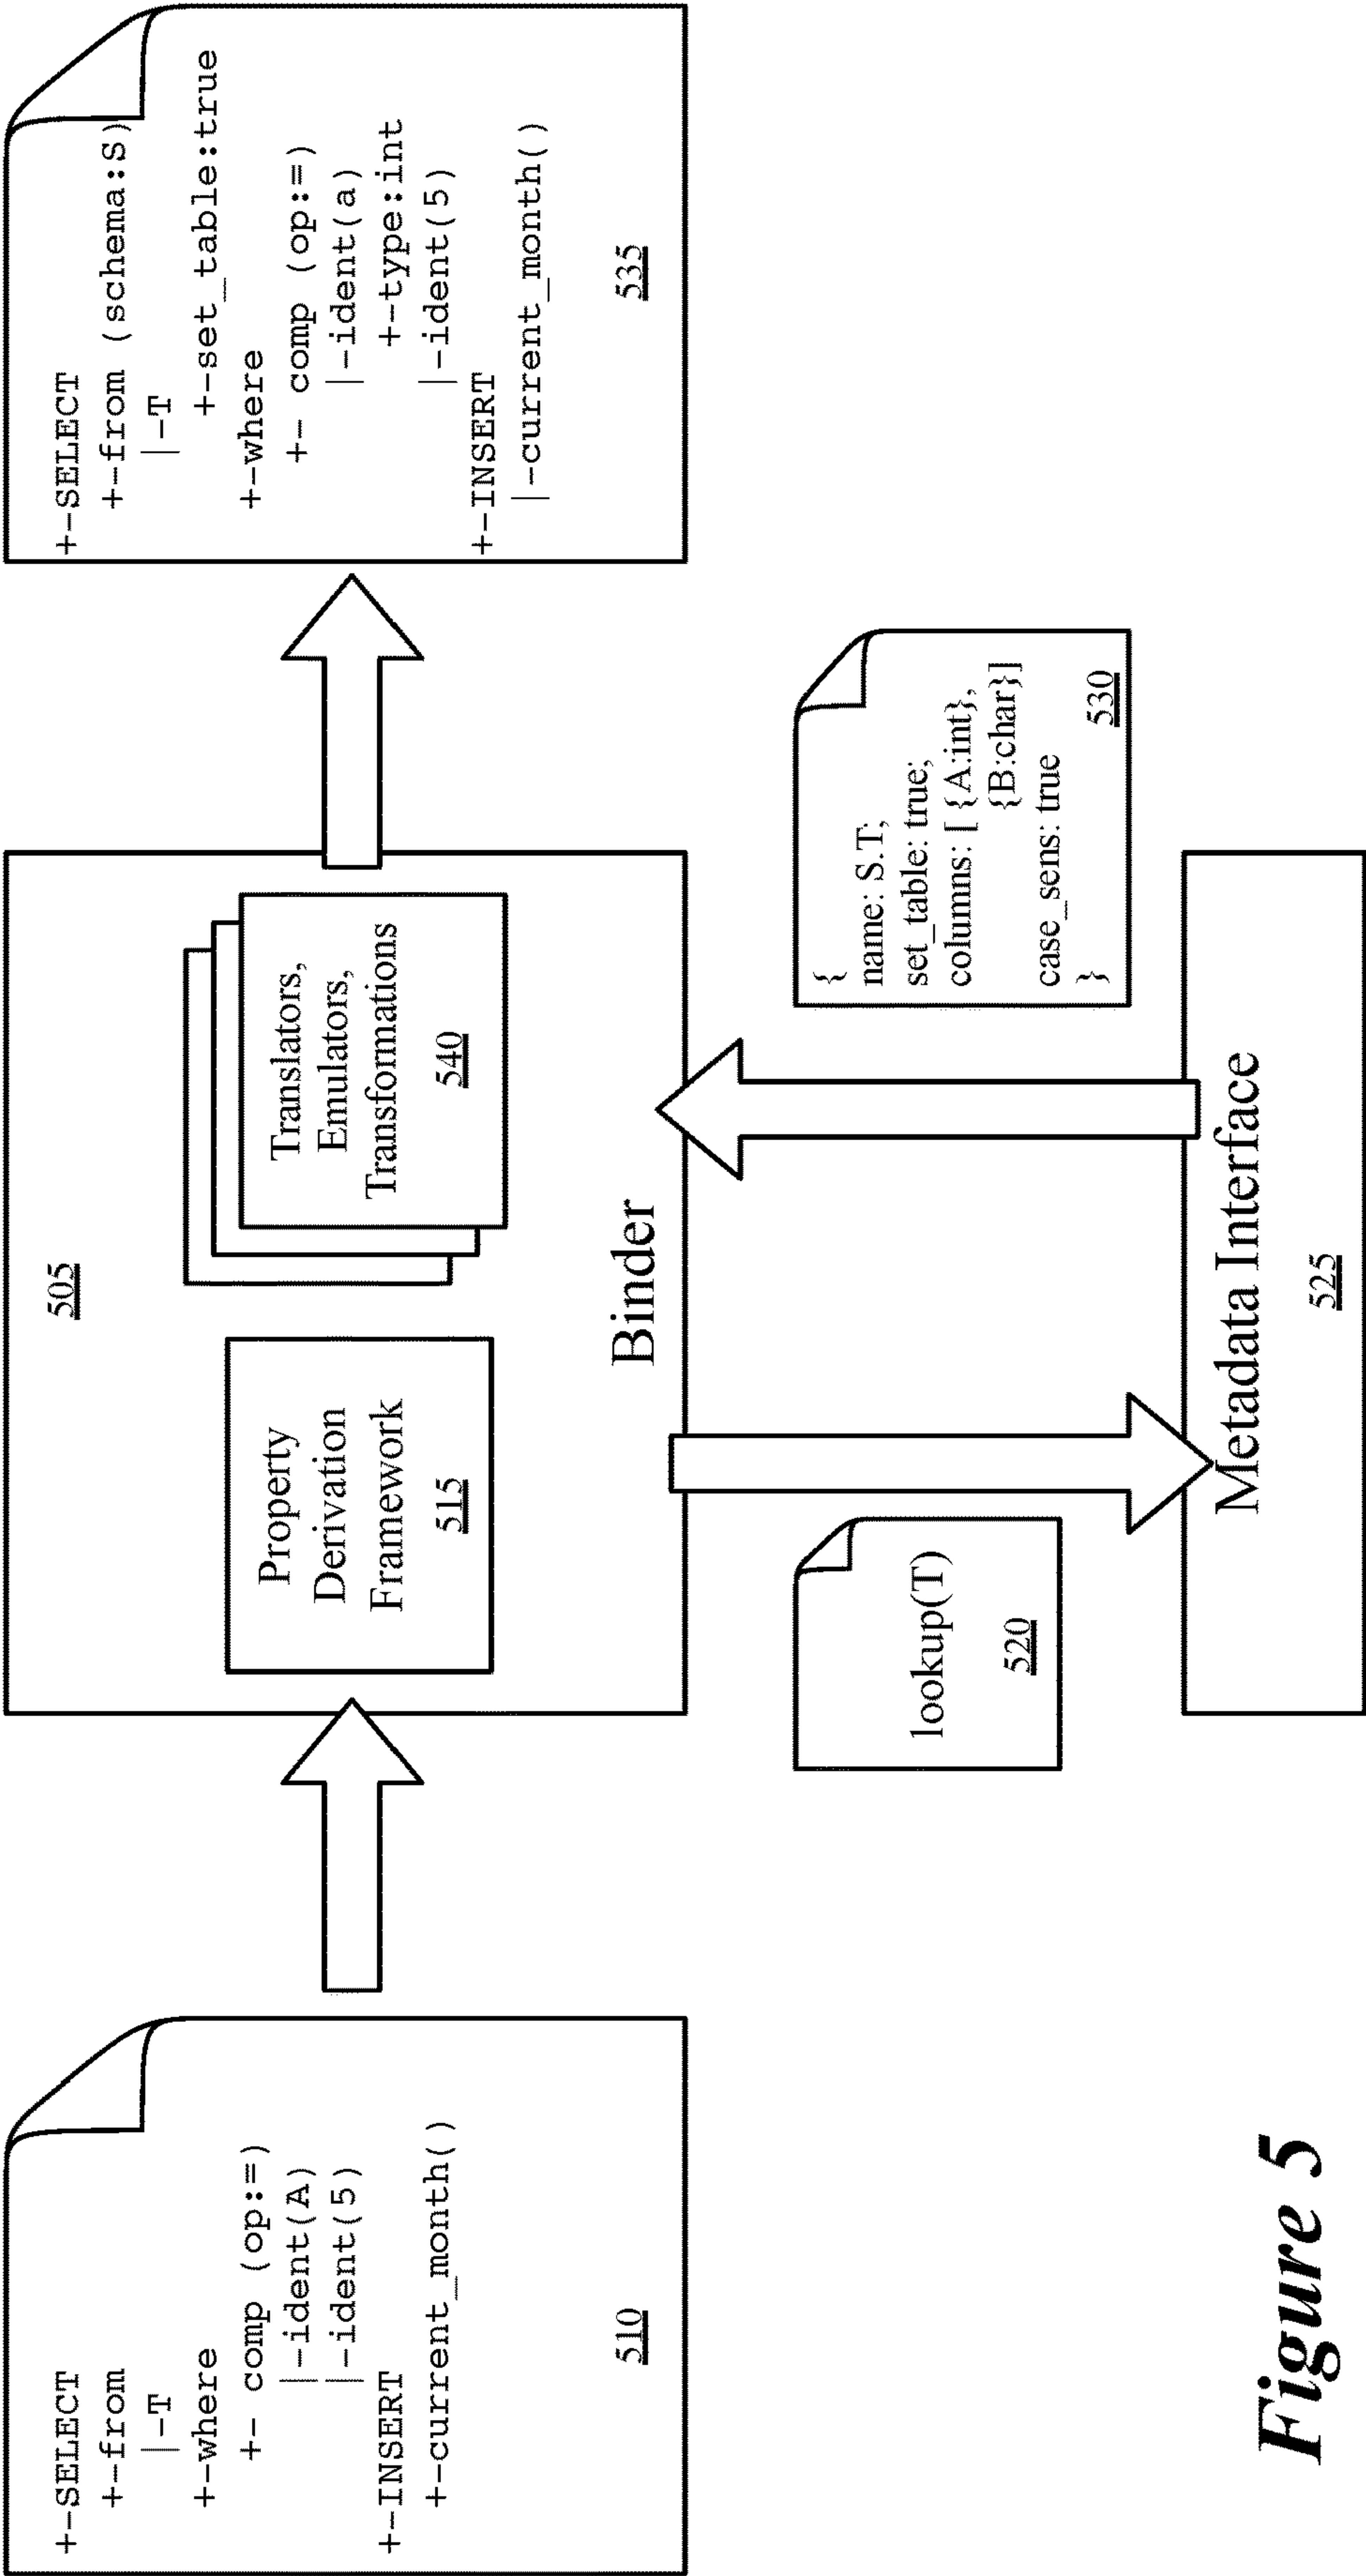 +-SELECT
+-from
|-T
+-where
+- comp (op:=)
|-ident(A)
|-ident(5)
+-INSERT
+-current_month()
510
505
Property
Derivation
Framework
515
Translators,
Emulators,
Transformations
540
Binder
+-SELECT
+-from (schema:S)
|-T
+-set_table:true
+-where
+- comp (op:=)
|-ident(a)
+-type:int
|-ident(5)
+-INSERT
|-current_month()
535
lookup(T)
520
{
name: S.T;
set_table: true;
columns: [ {A:int},
{B:char}]
case_sens: true
}
530
Metadata Interface
525
Figure 5